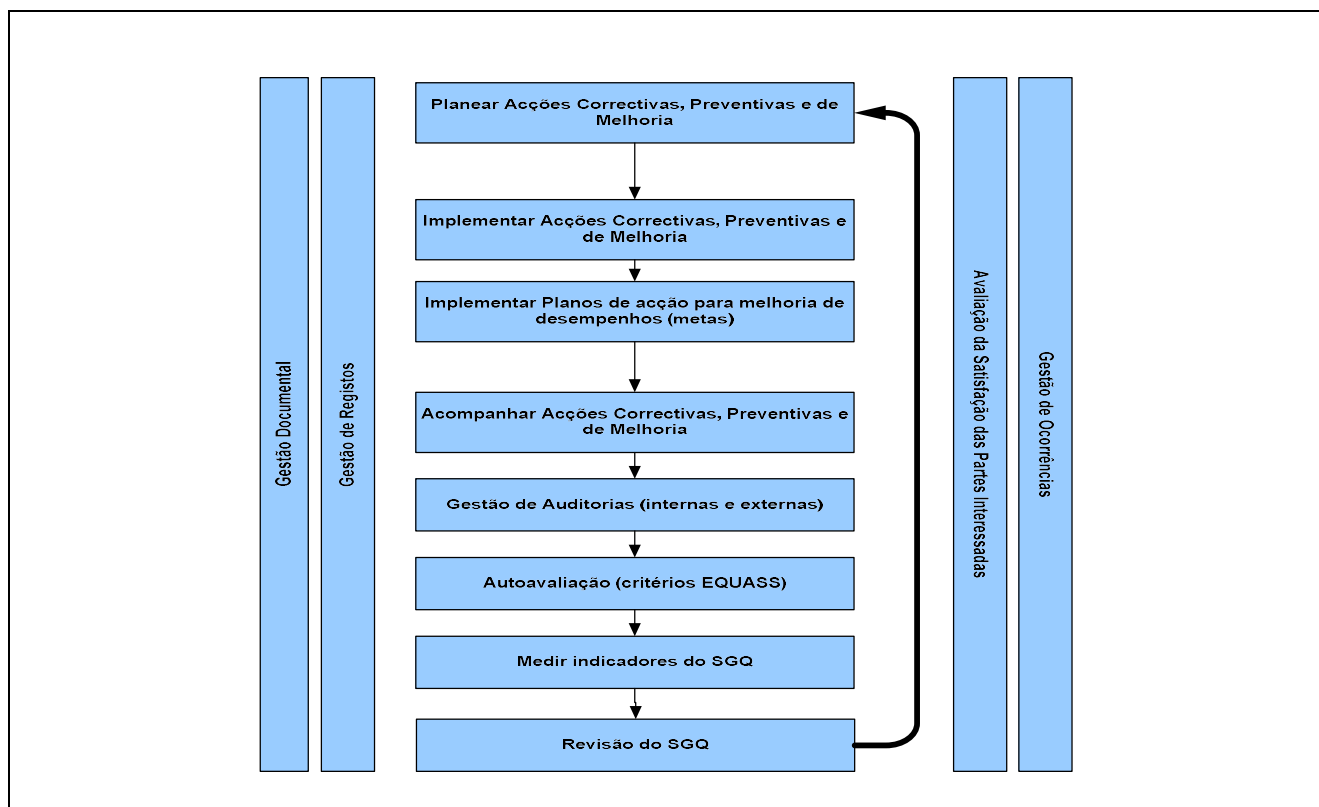 Gestão Documental
Gestão de Registos
Planear Acções Correctivas, Preventivas e de
Melhoria
Implementar Acções Correctivas, Preventivas e
de Melhoria
Implementar Planos de acção para melhoria de
desempenhos (metas)
Acompanhar Acções Correctivas, Preventivas e
de Melhoria
Gestão de Auditorias (internas e externas)
Autoavaliação (critérios EQUASS)
Medir indicadores do SGQ
Revisão do SGQ
Avaliação da Satisfação das Partes Interessadas
Gestão de Ocorrências